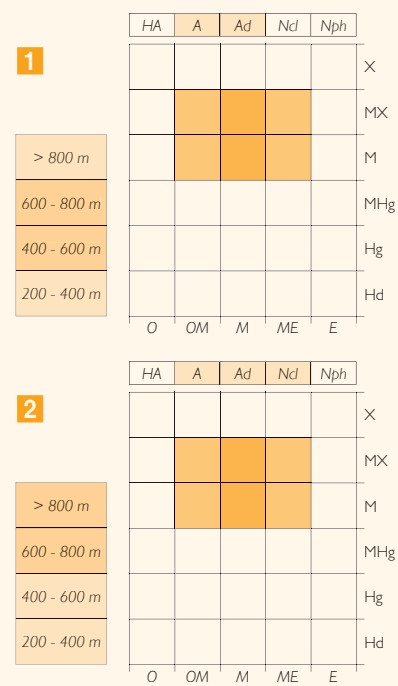 HA A Ad Ncl Nph
1
X
MX
> 800 m M
600 - 800 m MHg
400 - 600 m Hg
200 - 400 m Hd
O OM M ME E
HA A Ad Ncl Nph
2
X
MX
> 800 m M
600 - 800 m MHg
400 - 600 m Hg
200 - 400 m Hd
O OM M ME E